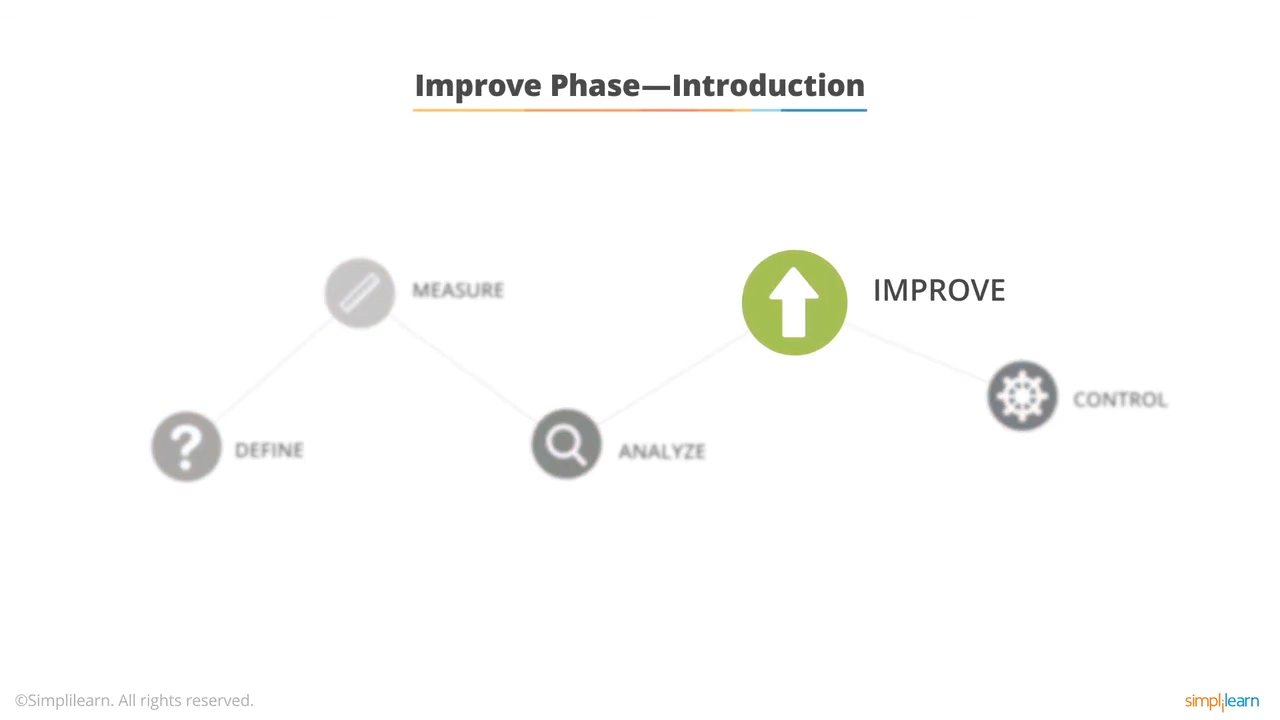 Improve Phase—Introduction
MEASURE
IMPROVE
CONTROL
DEFINE
ANALYZE
©Simplilearn. All rights reserved.
simplilearn